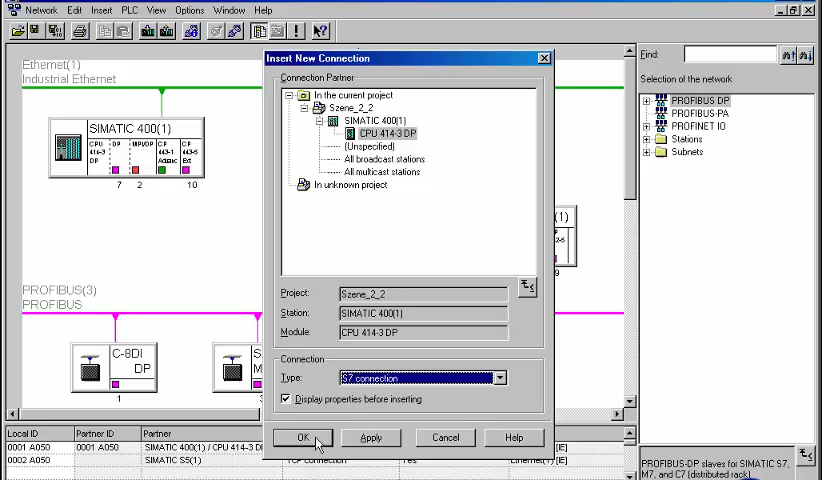 Network Edit Insert PLC View Options Window Help
Find:
Selection of the network
PROFIBUS DP
PROFIBUS-PA
PROFINET IO
Stations
Subnets
Ethernet(1)
Industrial Ethernet
SIMATIC 400(1)
CPU 414-3 DP
DP
MPI/DP
CP 443-1
CP 443-5 Ext
7 2 10
PROFIBUS(3)
PROFIBUS
C-8DI
DP
1
Insert New Connection
Connection Partner
In the current project
Szene_2_2
SIMATIC 400(1)
CPU 414-3 DP
(Unspecified)
All broadcast stations
All multicast stations
In unknown project
Project: Szene_2_2
Station: SIMATIC 400(1)
Module: CPU 414-3 DP
Connection
Type: S7 connection
Display properties before inserting
OK Apply Cancel Help
Local ID Partner ID Partner
0001 A050 0001 A050 SIMATIC 400(1) / CPU 414-3 D
0002 A050 SIMATIC S5(1) TCP connection Yes Ethernet(1) [IE]
PROFIBUS-DP slaves for SIMATIC S7,
M7, and C7 (distributed rack)